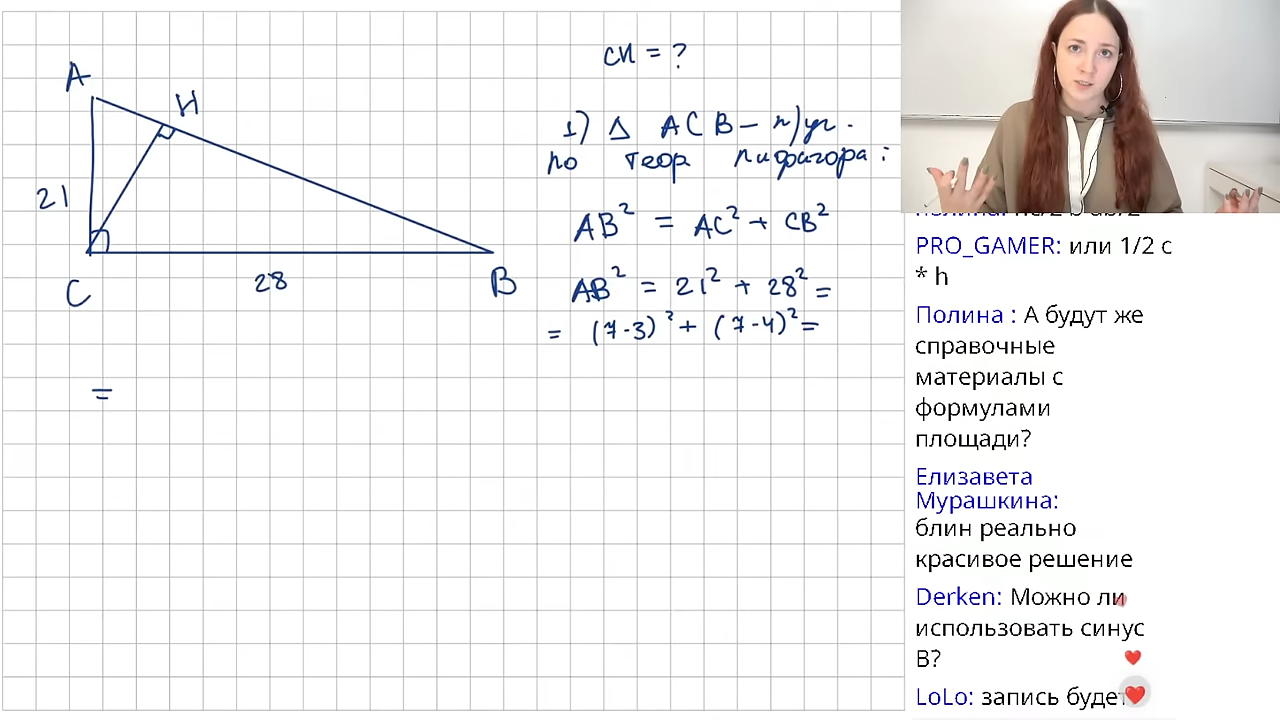 CH = ?
A
H
1) Δ ACB – п/уг.
по теор пифагора:
21
AB² = AC² + CB²
C
28
B
AB² = 21² + 28² =
= (7·3)² + (7·4)² =
=
PRO_GAMER: или 1/2 c
* h
Полина : А будут же
справочные
материалы с
формулами
площади?
Елизавета
Мурашкина:
блин реально
красивое решение
Derken: Можно ли
использовать синус
В?
LoLo: запись будет